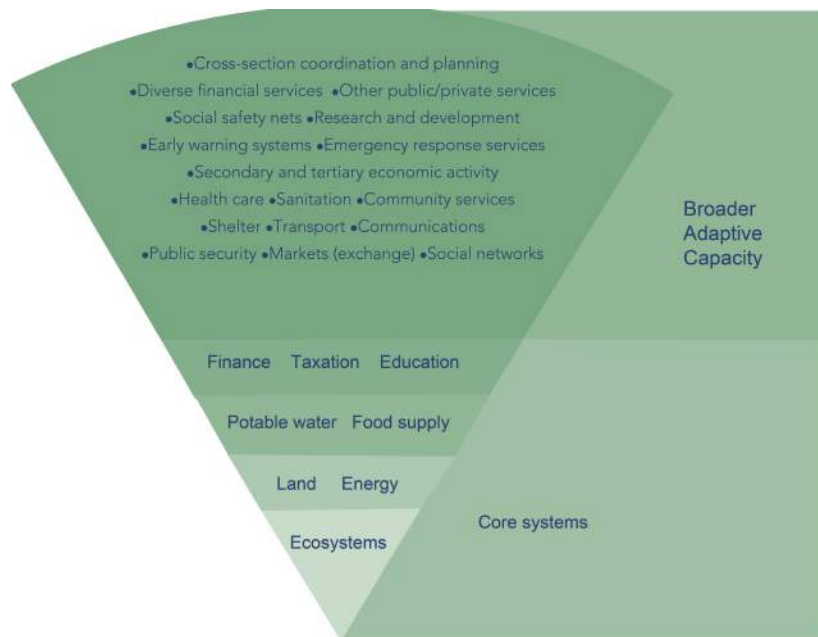 •Cross-section coordination and planning
•Diverse financial services •Other public/private services
•Social safety nets •Research and development
•Early warning systems •Emergency response services
•Secondary and tertiary economic activity
•Health care •Sanitation •Community services
•Shelter •Transport •Communications
•Public security •Markets (exchange) •Social networks
Broader
Adaptive
Capacity
Finance Taxation Education
Potable water Food supply
Land Energy
Core systems
Ecosystems